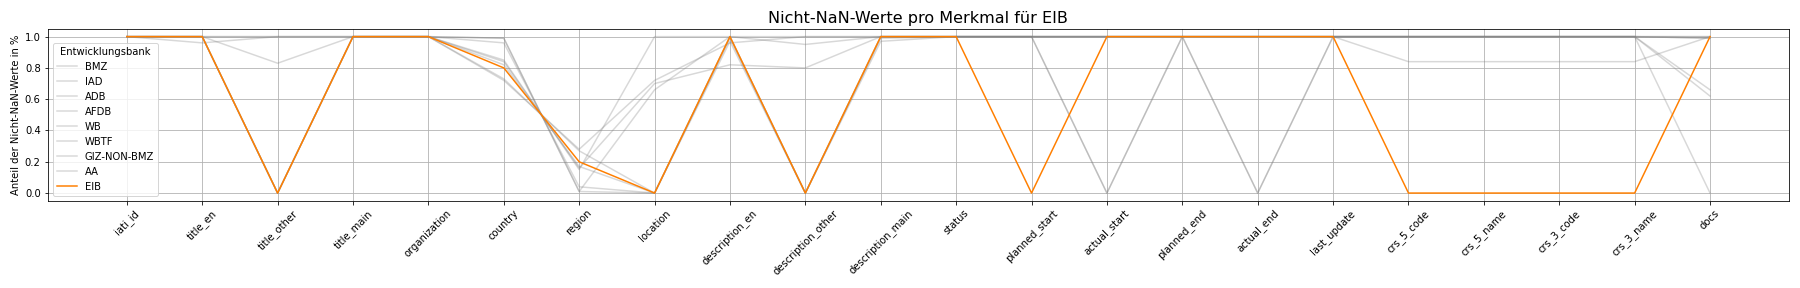 Nicht-NaN-Werte pro Merkmal für EIB
Anteil der Nicht-NaN-Werte in %
1.0
0.8
0.6
0.4
0.2
0.0
Entwicklungsbank
BMZ
IAD
ADB
AFDB
WB
WBTF
GIZ-NON-BMZ
AA
EIB
iati_id
title_en
title_other
title_main
organization
country
region
location
description_en
description_other
description_main
status
planned_start
actual_start
planned_end
actual_end
last_update
crs_5_code
crs_5_name
crs_3_code
crs_3_name
docs